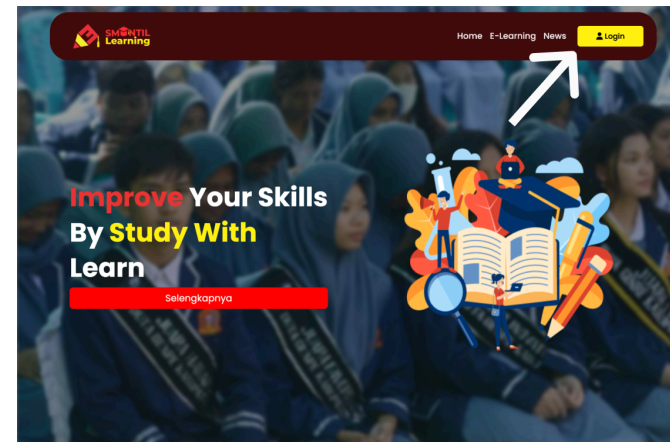 SMANTIL
Learning
Home E-Learning News Login
Improve Your Skills
By Study With
Learn
Selengkapnya